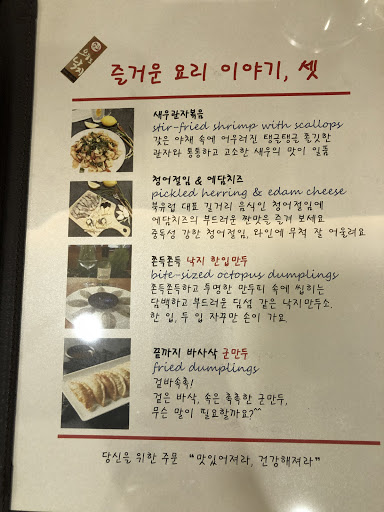 즐거운 요리 이야기, 셋
새우관자볶음
stir-fried shrimp with scallops
갖은 야채 속에 어우러진 탱글탱글 쫄깃한
관자와 통통하고 고소한 새우의 맛이 일품
청어절임 & 에담치즈
pickled herring & edam cheese
북유럽 대표 길거리 음식인 청어절임에
에담치즈의 부드러운 짠맛을 즐겨 보세요
중독성 강한 청어절임, 와인에 무척 잘 어울려요
쫀득쫀득 낙지 한입만두
bite-sized octopus dumplings
쫀득쫀득하고 투명한 만두피 속에 씹히는
담백하고 부드러운 딤섬 같은 낙지만두소.
한 입, 두 입 자꾸만 손이 가요.
끝까지 바사삭 군만두
fried dumplings
겉바속촉!
겉은 바삭, 속은 촉촉한 군만두,
무슨 말이 필요할까요?^^
당신을 위한 주문 "맛있어져라, 건강해져라"